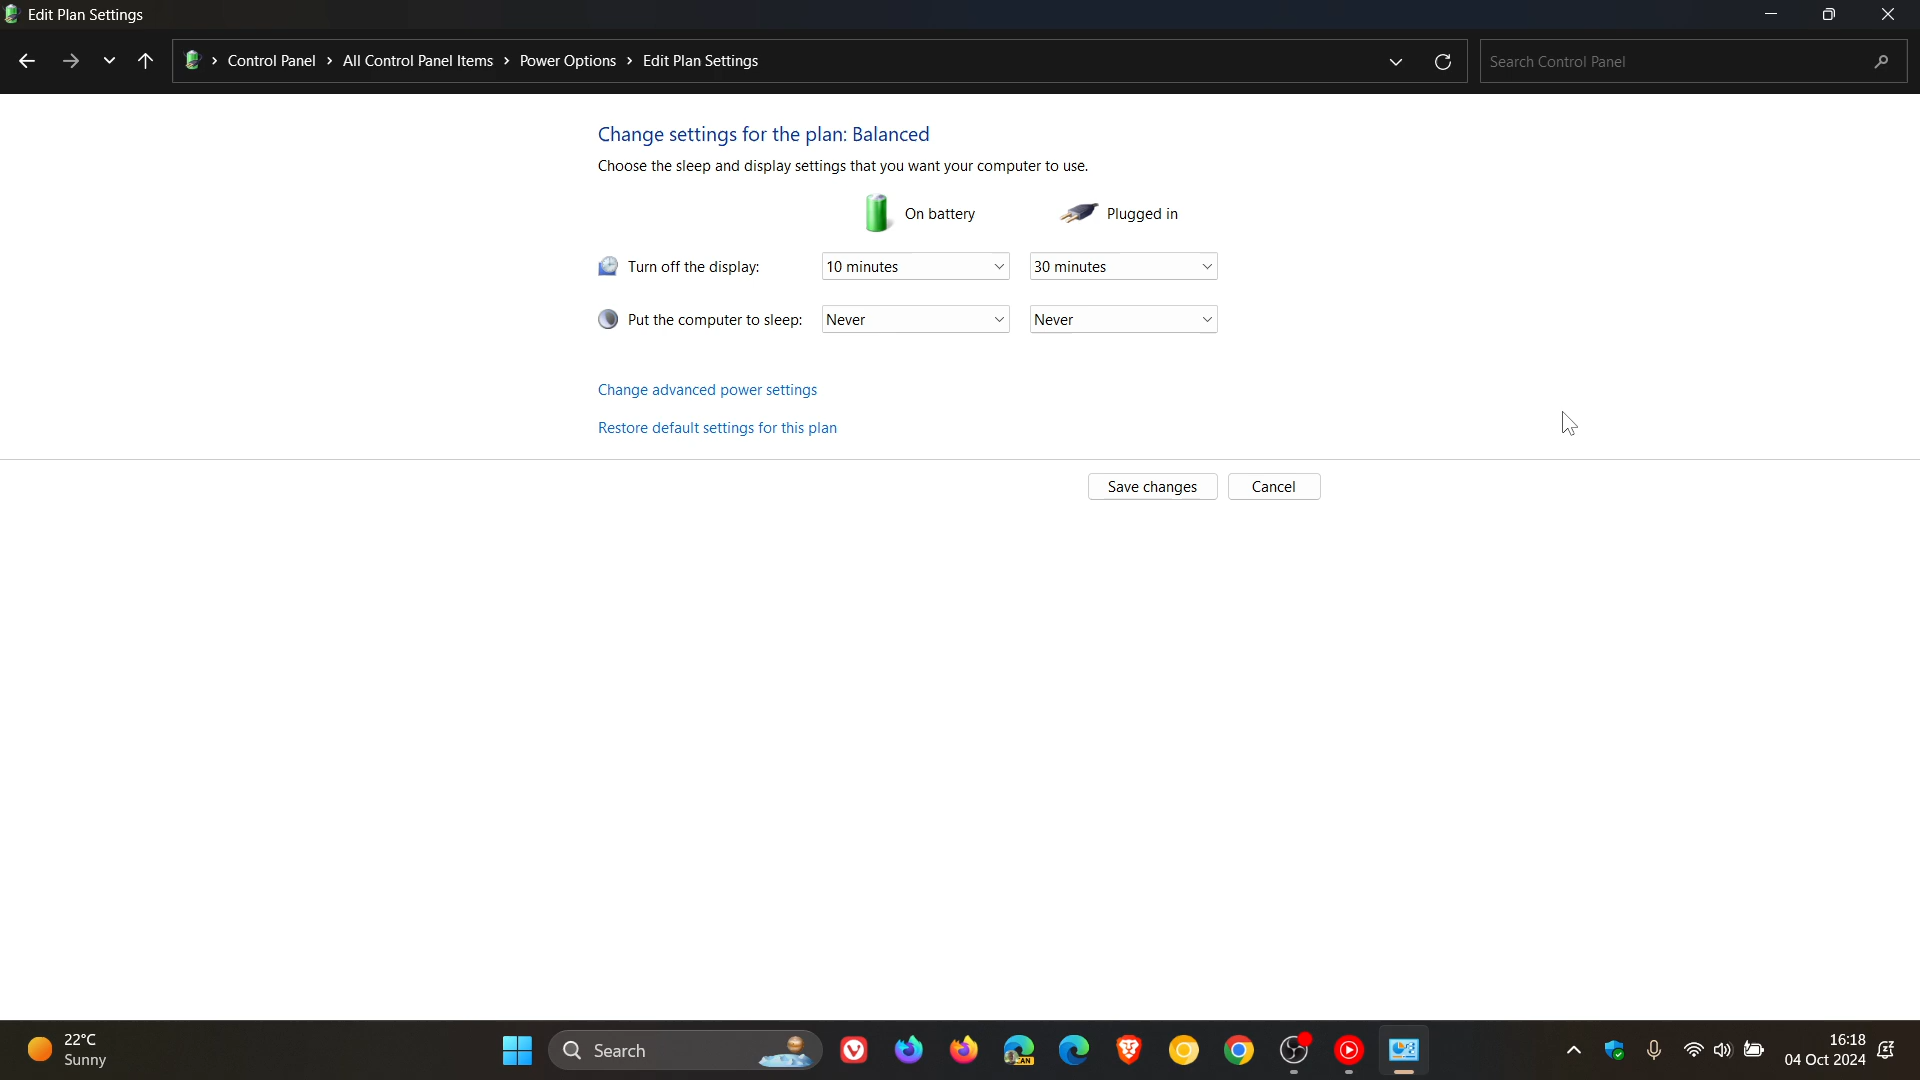 Edit Plan Settings
Control Panel > All Control Panel Items > Power Options > Edit Plan Settings
Search Control Panel
Change settings for the plan: Balanced
Choose the sleep and display settings that you want your computer to use.
On battery Plugged in
Turn off the display: 10 minutes 30 minutes
Put the computer to sleep: Never Never
Change advanced power settings
Restore default settings for this plan
Save changes Cancel
22°C
Sunny
Search
CAN
16:18
04 Oct 2024